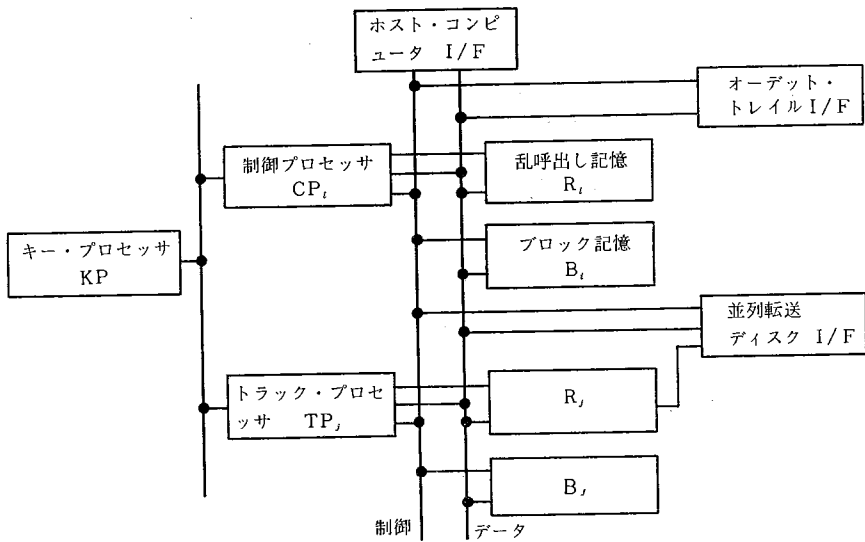 ホスト・コンピ
ュータ I/F
オーデット・
トレイルI/F
制御プロセッサ
CPi
乱呼出し記憶
Ri
キー・プロセッサ
KP
ブロック記憶
Bi
並列転送
ディスク I/F
トラック・プロセ
ッサ TPj
Rj
Bj
制御
データ